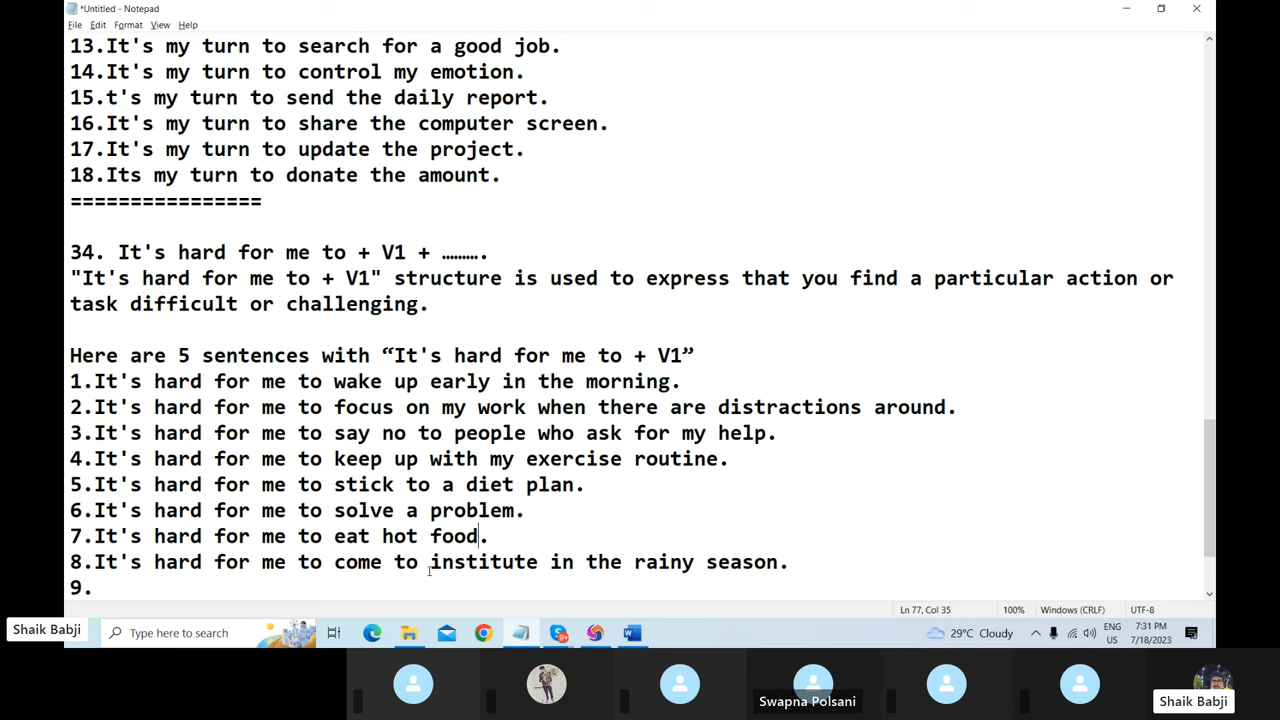 *Untitled - Notepad
File Edit Format View Help
13.It's my turn to search for a good job.
14.It's my turn to control my emotion.
15.t's my turn to send the daily report.
16.It's my turn to share the computer screen.
17.It's my turn to update the project.
18.Its my turn to donate the amount.
================
34. It's hard for me to + V1 + ……….
"It's hard for me to + V1" structure is used to express that you find a particular action or
task difficult or challenging.
Here are 5 sentences with “It's hard for me to + V1”
1.It's hard for me to wake up early in the morning.
2.It's hard for me to focus on my work when there are distractions around.
3.It's hard for me to say no to people who ask for my help.
4.It's hard for me to keep up with my exercise routine.
5.It's hard for me to stick to a diet plan.
6.It's hard for me to solve a problem.
7.It's hard for me to eat hot food.
8.It's hard for me to come to institute in the rainy season.
9.
Ln 77, Col 35 100% Windows (CRLF) UTF-8
Shaik Babji Type here to search 29°C Cloudy ENG US 7:31 PM 7/18/2023
Swapna Polsani Shaik Babji